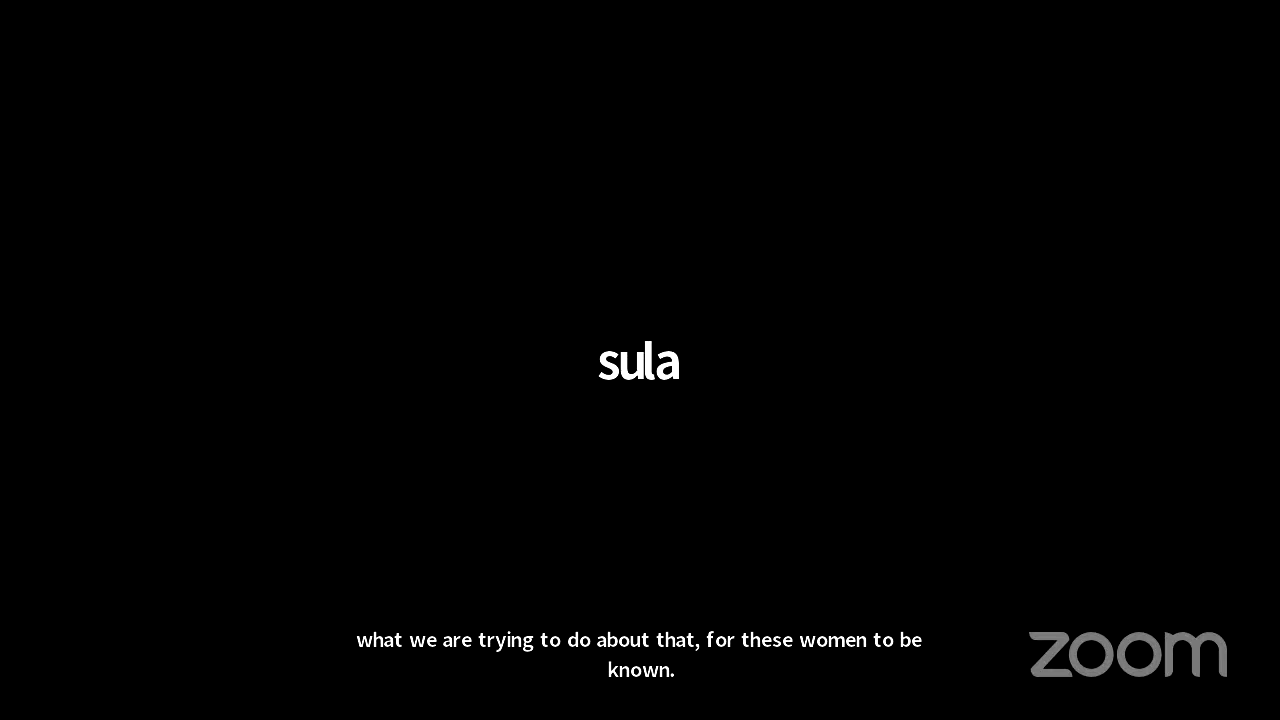 sula
what we are trying to do about that, for these women to be
known.
zoom